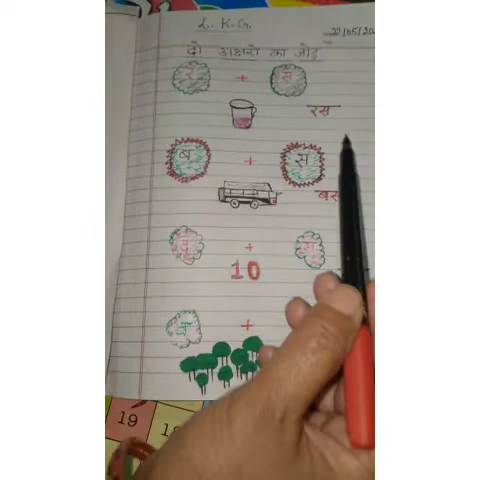 L. K. G.
दो अक्षरो का जोड़
र + स
रस
ब + स
बस
द + स
10
व +
19